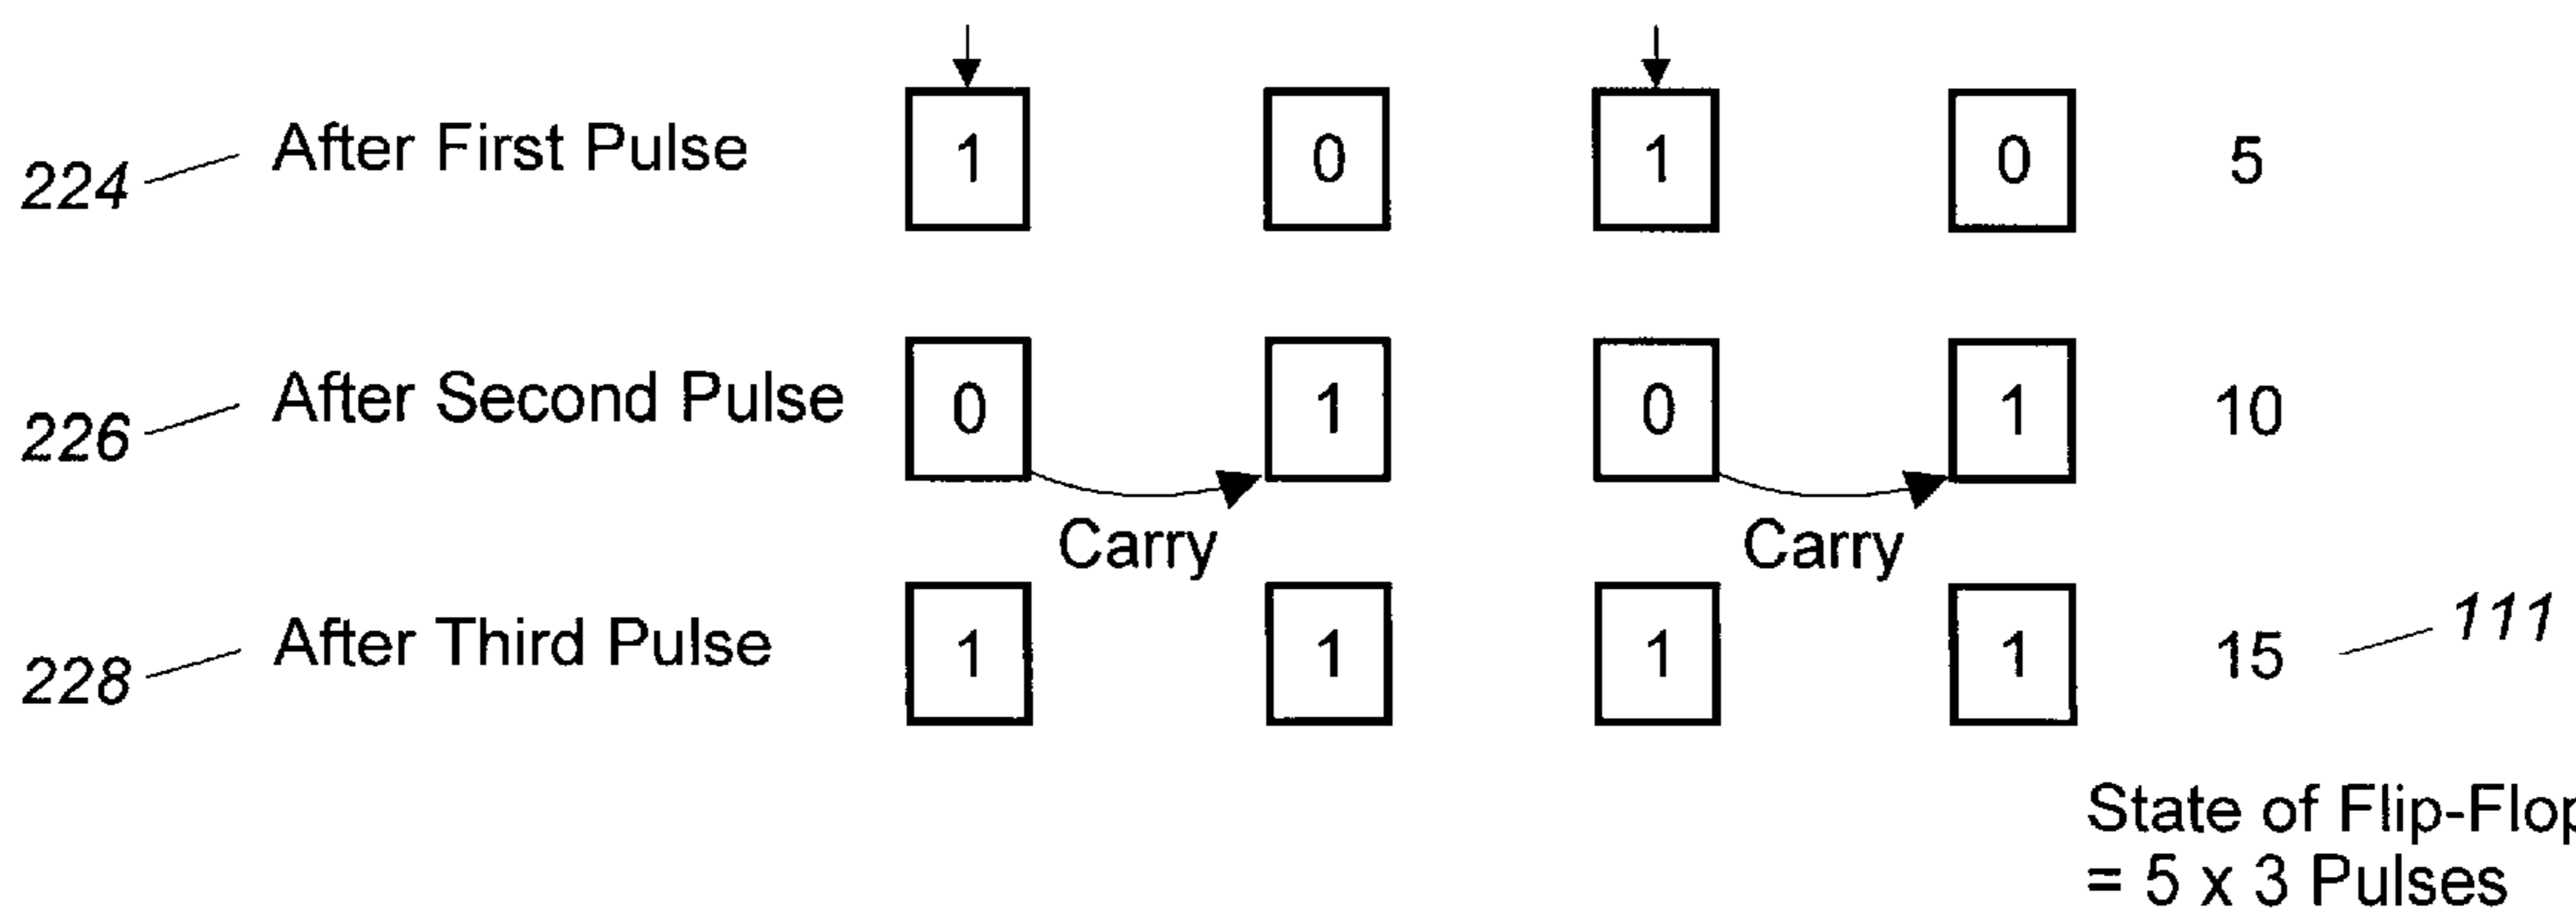 224 After First Pulse 1 0 1 0 5
226 After Second Pulse 0 1 0 1 10
Carry Carry
228 After Third Pulse 1 1 1 1 15 111
State of Flip-Flop
= 5 x 3 Pulses